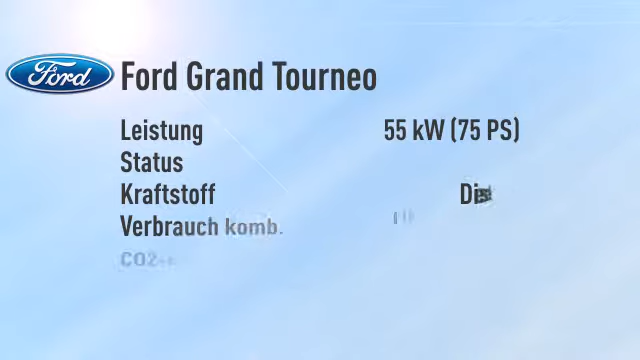 Ford Ford Grand Tourneo
Leistung 55 kW (75 PS)
Status
Kraftstoff
Verbrauch komb.